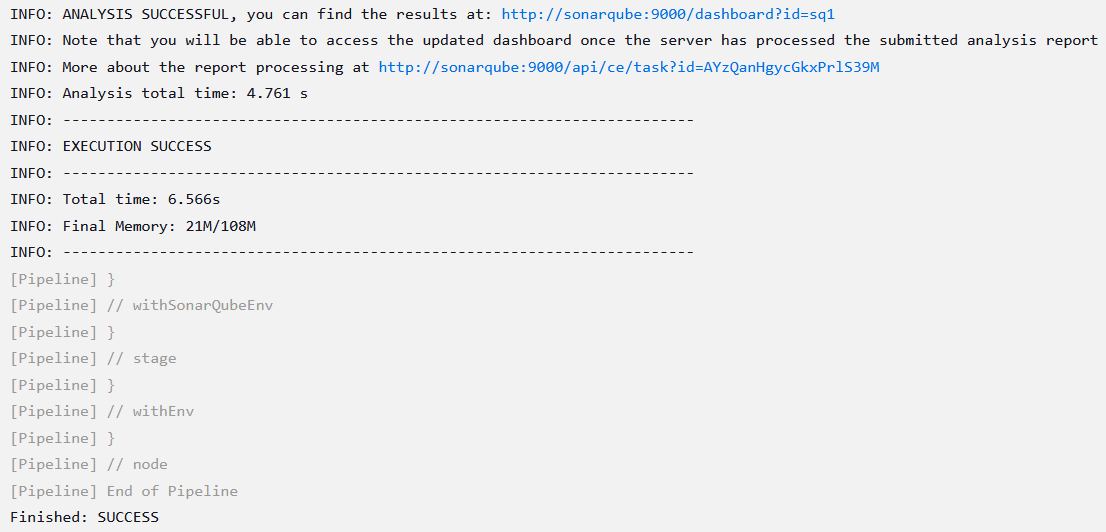 INFO: ANALYSIS SUCCESSFUL, you can find the results at: http://sonarqube:9000/dashboard?id=sq1
INFO: Note that you will be able to access the updated dashboard once the server has processed the submitted analysis report
INFO: More about the report processing at http://sonarqube:9000/api/ce/task?id=AYzQanHgycGkxPrlS39M
INFO: Analysis total time: 4.761 s
INFO: ------------------------------------------------------------------------
INFO: EXECUTION SUCCESS
INFO: ------------------------------------------------------------------------
INFO: Total time: 6.566s
INFO: Final Memory: 21M/108M
INFO: ------------------------------------------------------------------------
[Pipeline] }
[Pipeline] // withSonarQubeEnv
[Pipeline] }
[Pipeline] // stage
[Pipeline] }
[Pipeline] // withEnv
[Pipeline] }
[Pipeline] // node
[Pipeline] End of Pipeline
Finished: SUCCESS